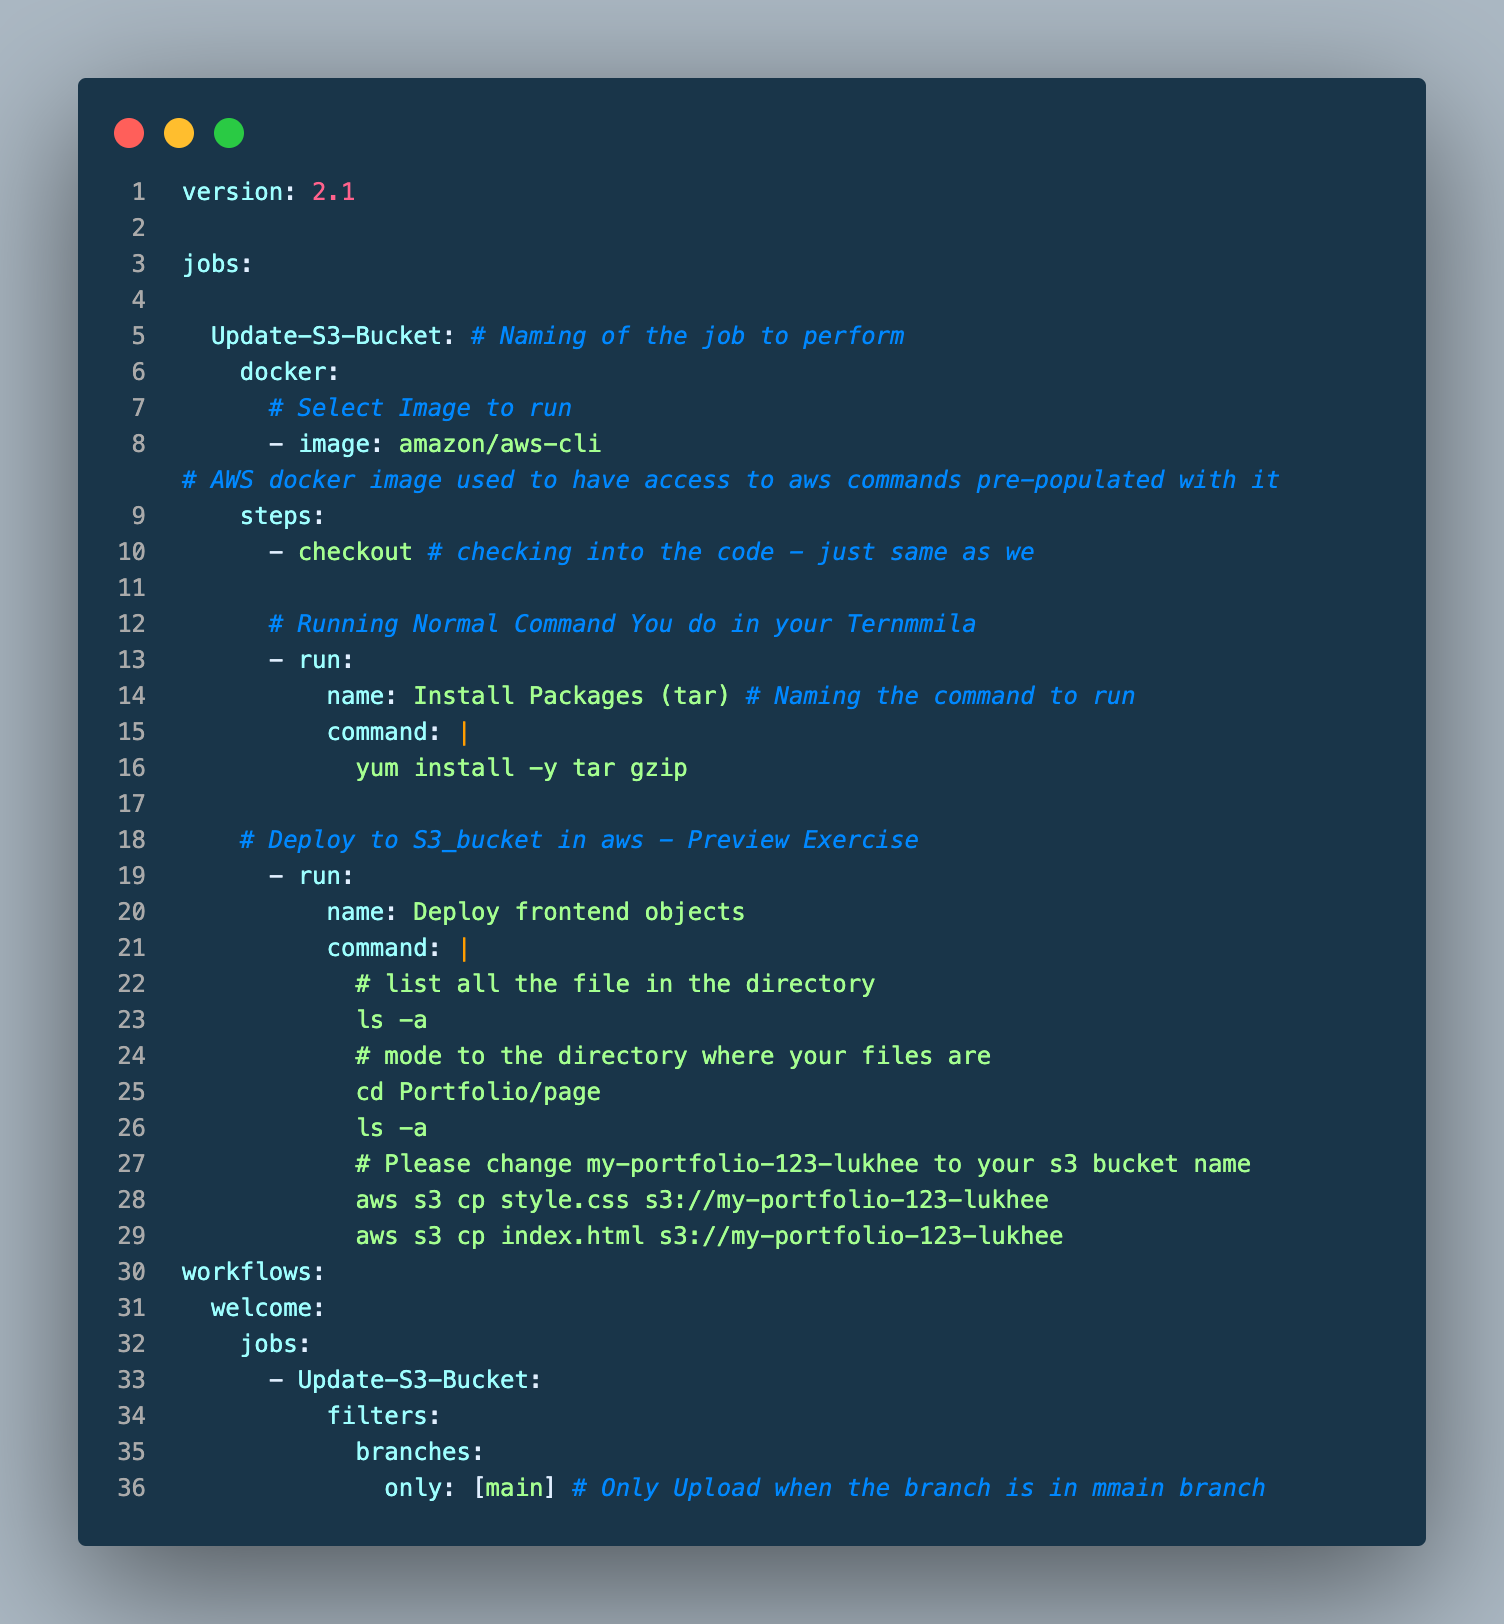 1 version: 2.1
2
3 jobs:
4
5 Update-S3-Bucket: # Naming of the job to perform
6 docker:
7 # Select Image to run
8 - image: amazon/aws-cli
# AWS docker image used to have access to aws commands pre-populated with it
9 steps:
10 - checkout # checking into the code - just same as we
11
12 # Running Normal Command You do in your Ternmmila
13 - run:
14 name: Install Packages (tar) # Naming the command to run
15 command: |
16 yum install -y tar gzip
17
18 # Deploy to S3_bucket in aws - Preview Exercise
19 - run:
20 name: Deploy frontend objects
21 command: |
22 # list all the file in the directory
23 ls -a
24 # mode to the directory where your files are
25 cd Portfolio/page
26 ls -a
27 # Please change my-portfolio-123-lukhee to your s3 bucket name
28 aws s3 cp style.css s3://my-portfolio-123-lukhee
29 aws s3 cp index.html s3://my-portfolio-123-lukhee
30 workflows:
31 welcome:
32 jobs:
33 - Update-S3-Bucket:
34 filters:
35 branches:
36 only: [main] # Only Upload when the branch is in mmain branch